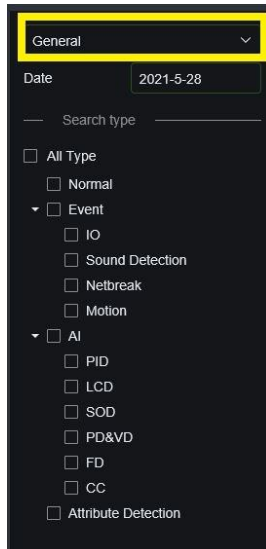 General
Date 2021-5-28
Search type
All Type
Normal
Event
IO
Sound Detection
Netbreak
Motion
AI
PID
LCD
SOD
PD&VD
FD
CC
Attribute Detection